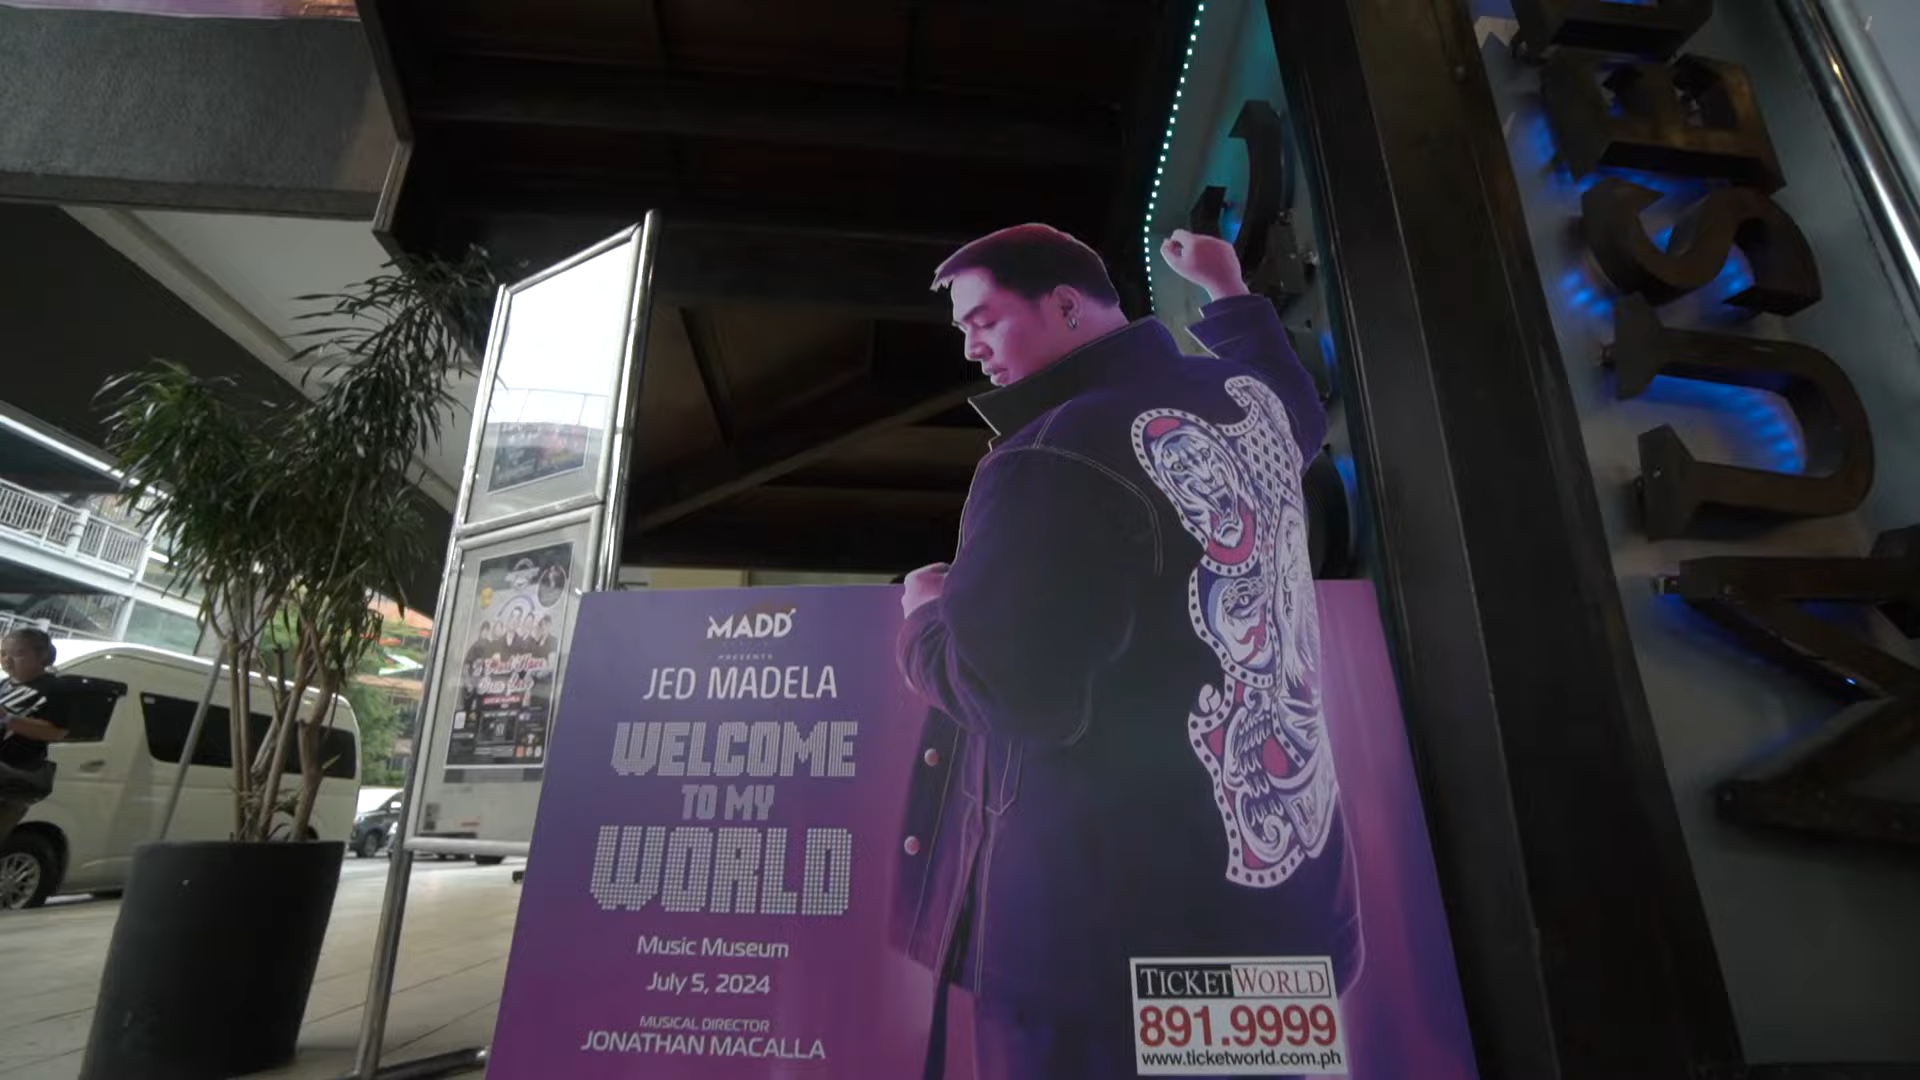 MADD
PRESENTS
JED MADELA
WELCOME
TO MY
WORLD
Music Museum
July 5, 2024
MUSICAL DIRECTOR
JONATHAN MACALLA
TICKETWORLD
891.9999
www.ticketworld.com.ph
MUSE